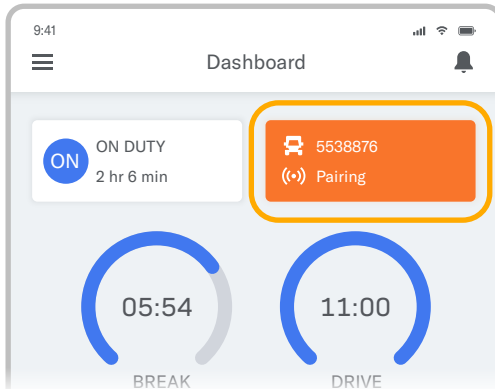 9:41
Dashboard
ON
ON DUTY
2 hr 6 min
5538876
Pairing
05:54
11:00
BREAK
DRIVE